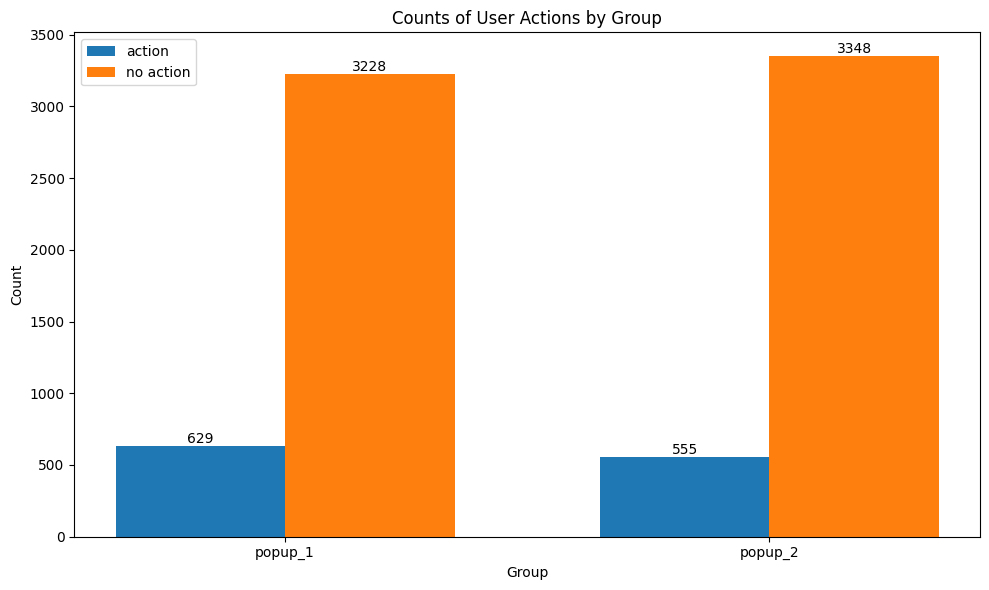 Counts of User Actions by Group
action
no action
3500
3000
2500
2000
1500
1000
500
0
Count
629
3228
555
3348
popup_1
popup_2
Group